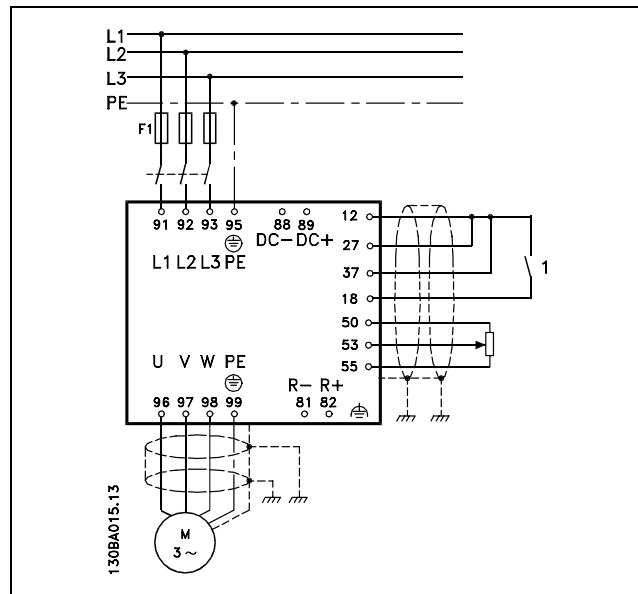 L1
L2
L3
PE
F1
91 92 93 95 88 89 12
DC- DC+
27
L1 L2 L3 PE
37
1
18
50
U V W PE
53
55
R- R+
96 97 98 99 81 82
130BA015.13
M
3 ~